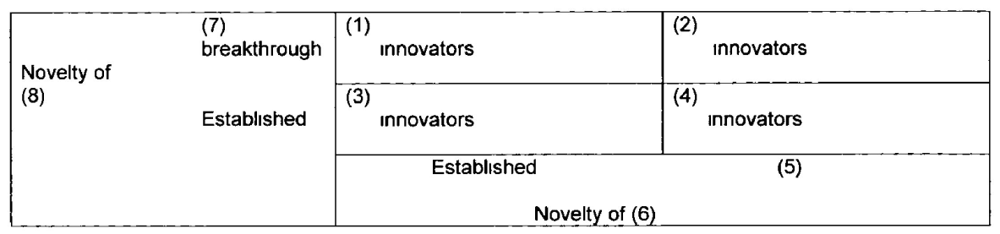 (7) (1) (2)
breakthrough innovators innovators
Novelty of
(8) (3) (4)
Established innovators innovators
Established (5)
Novelty of (6)